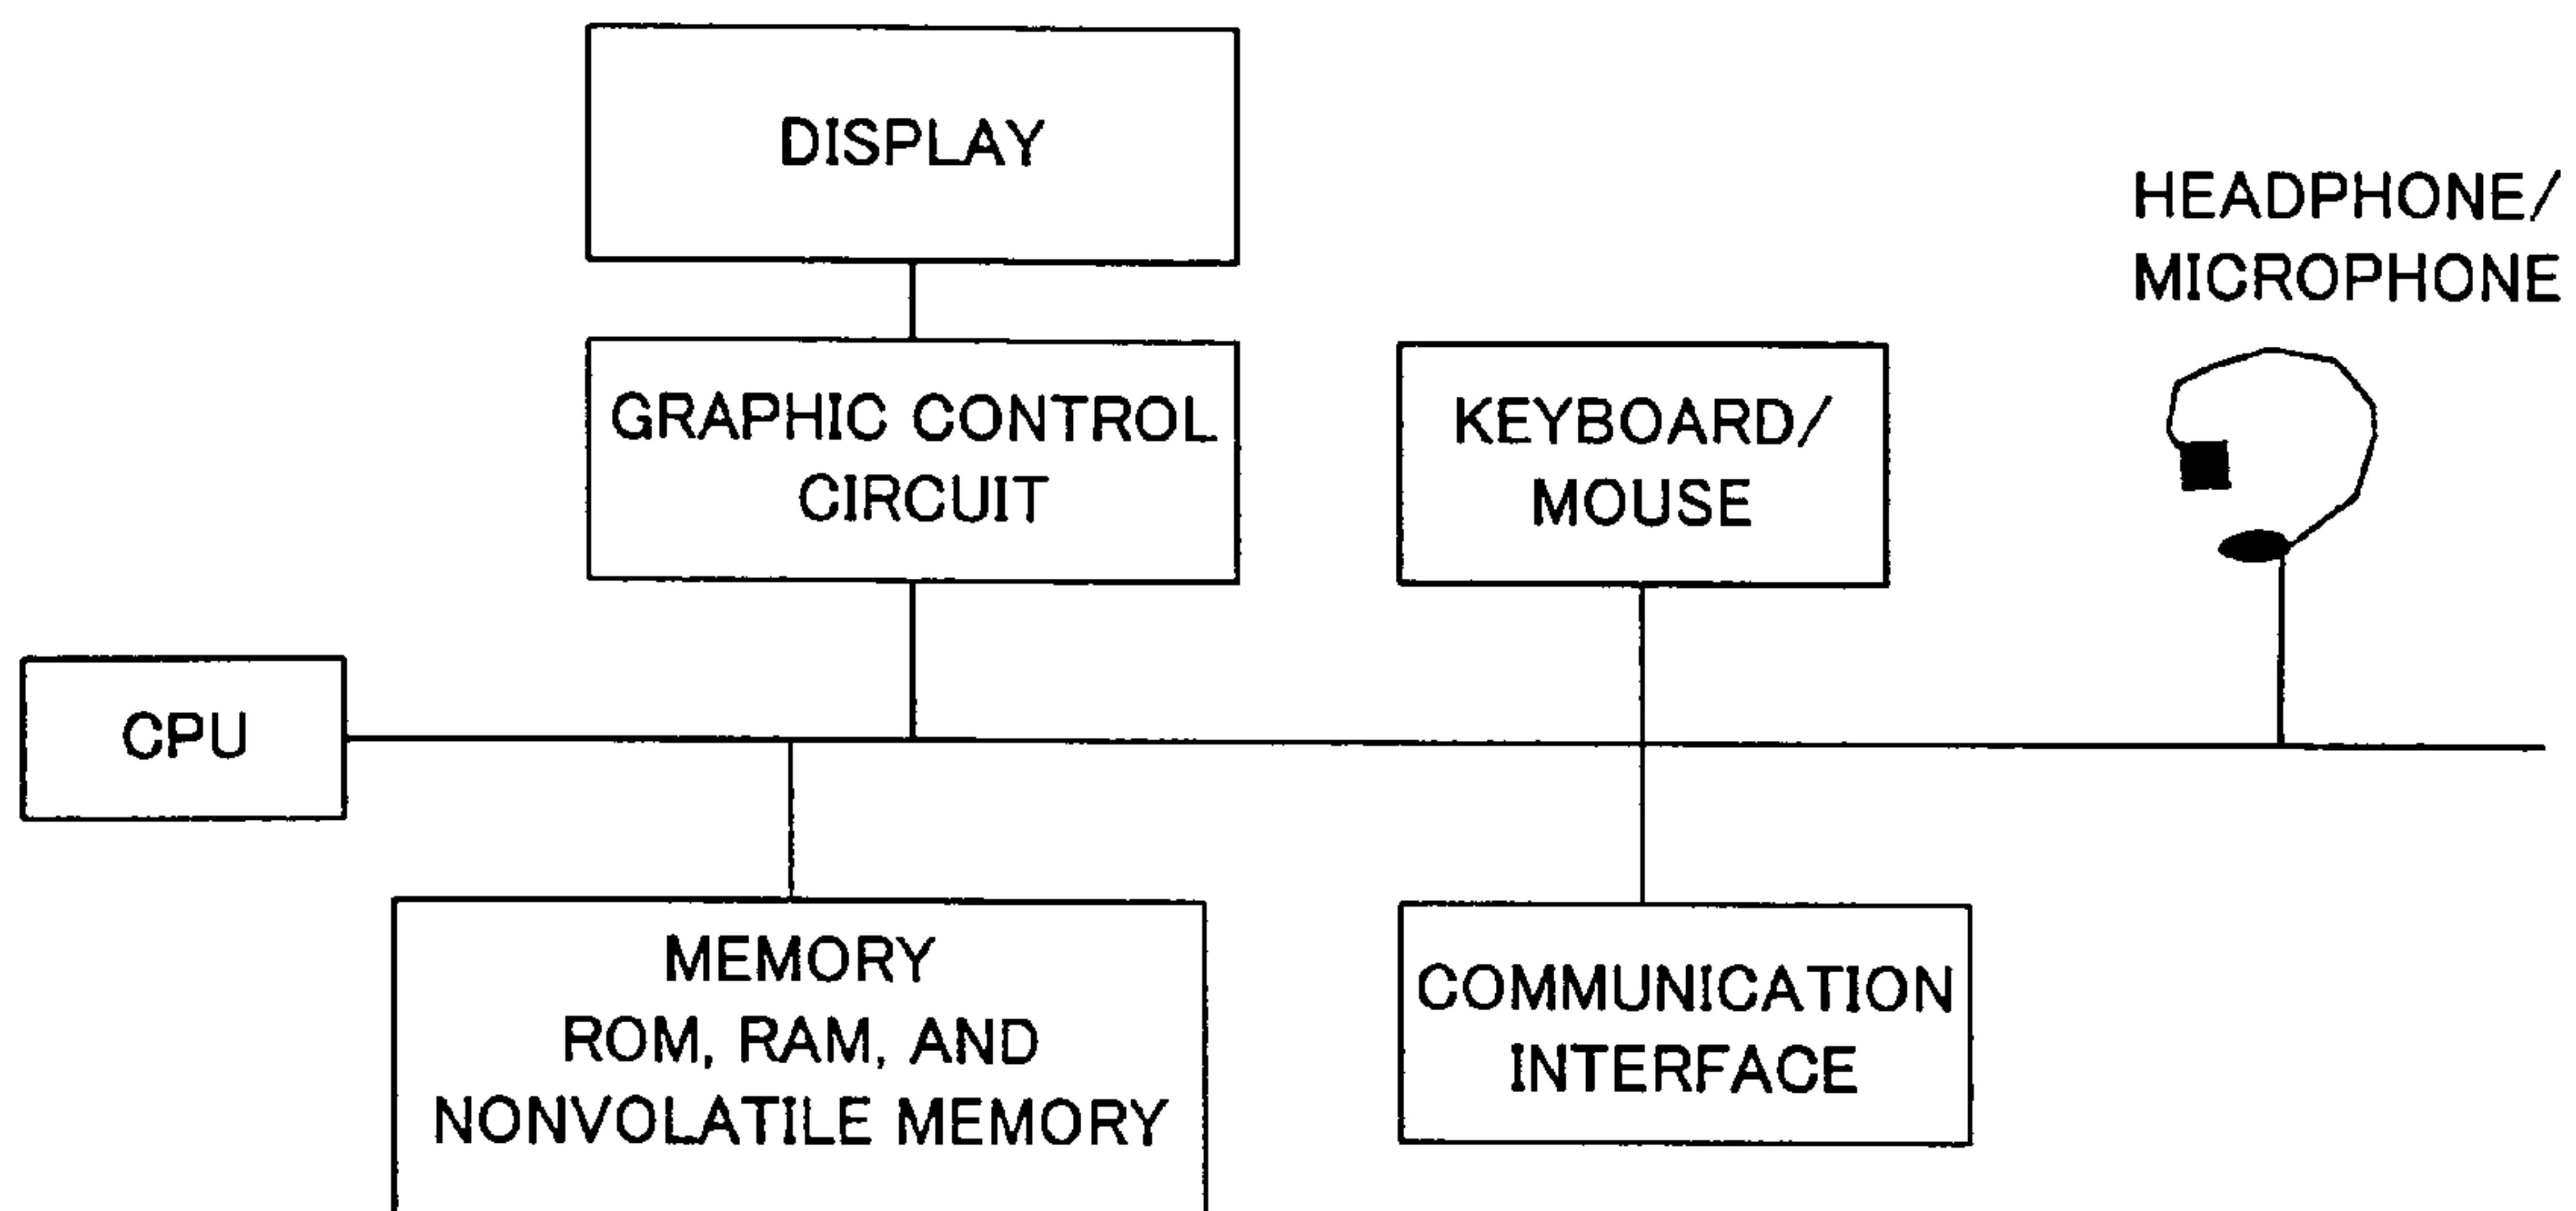 DISPLAY
HEADPHONE/
MICROPHONE
GRAPHIC CONTROL
CIRCUIT
KEYBOARD/
MOUSE
CPU
MEMORY
ROM, RAM, AND
NONVOLATILE MEMORY
COMMUNICATION
INTERFACE